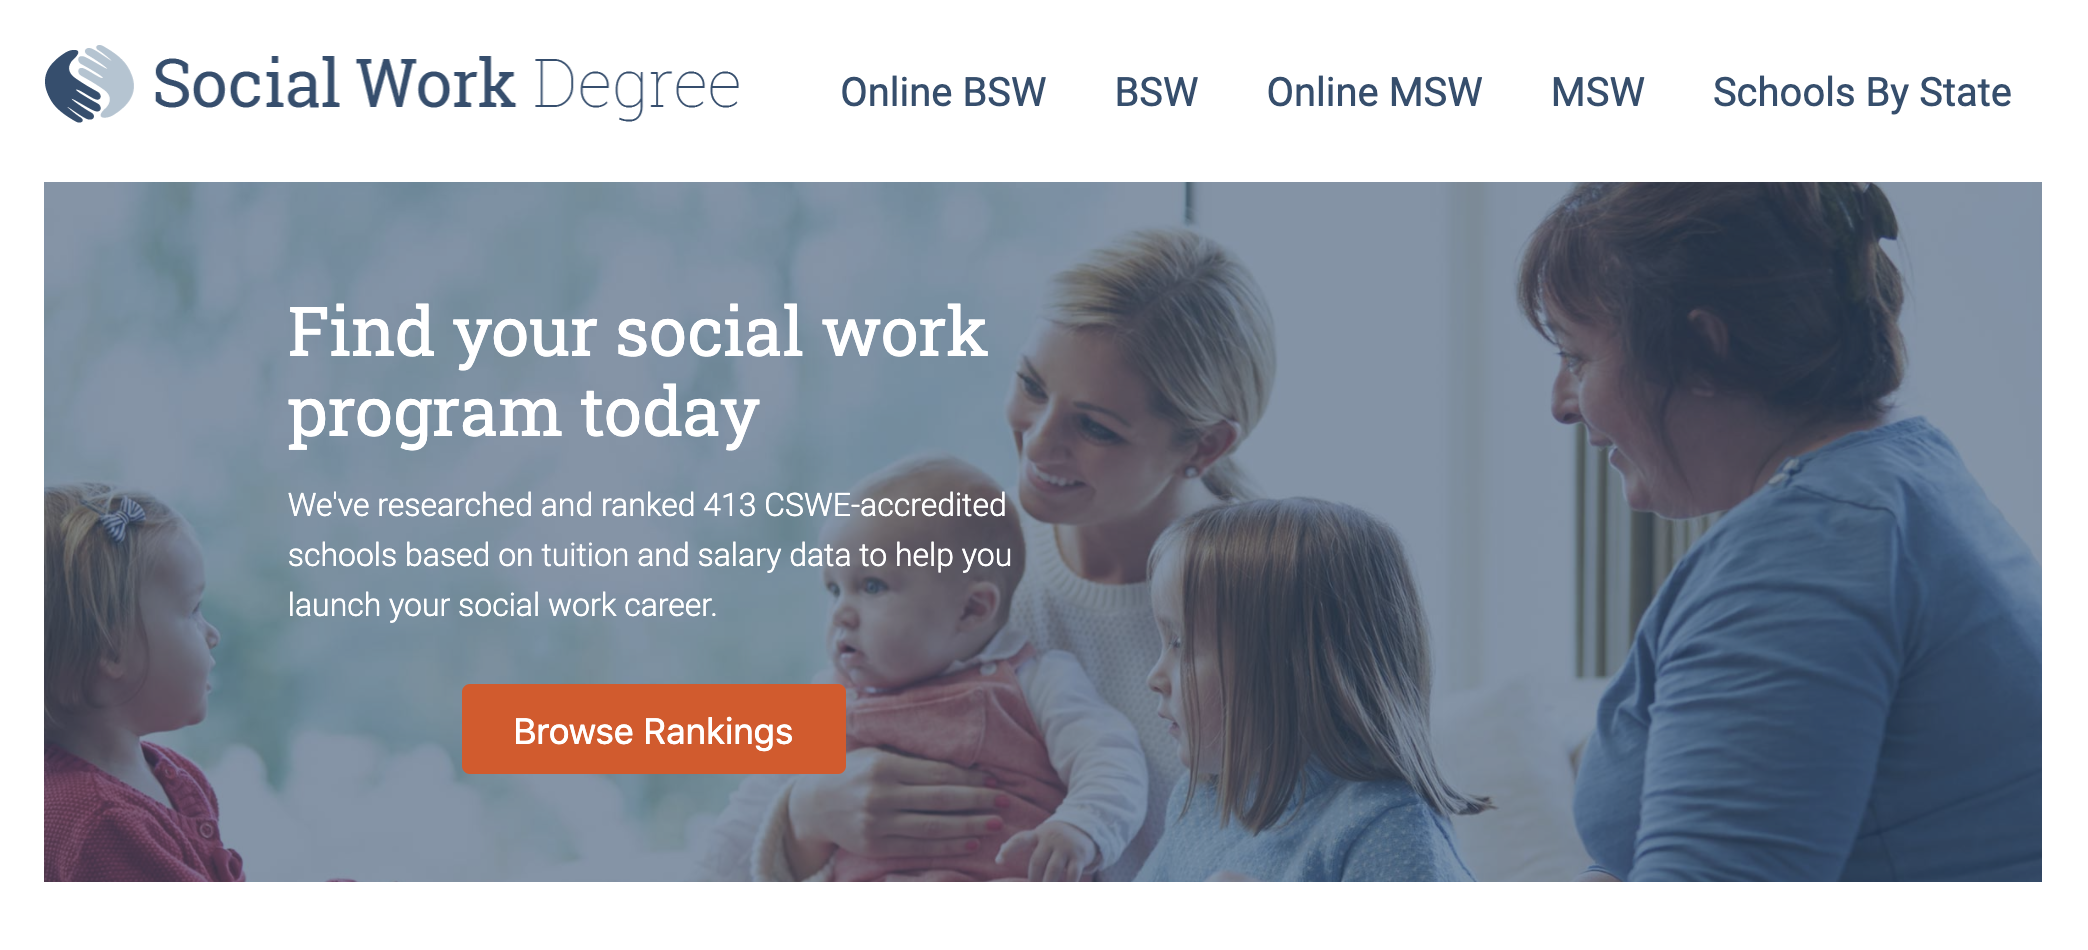 Social Work Degree
Online BSW
BSW
Online MSW
MSW
Schools By State
Find your social work
program today
We've researched and ranked 413 CSWE-accredited
schools based on tuition and salary data to help you
launch your social work career.
Browse Rankings